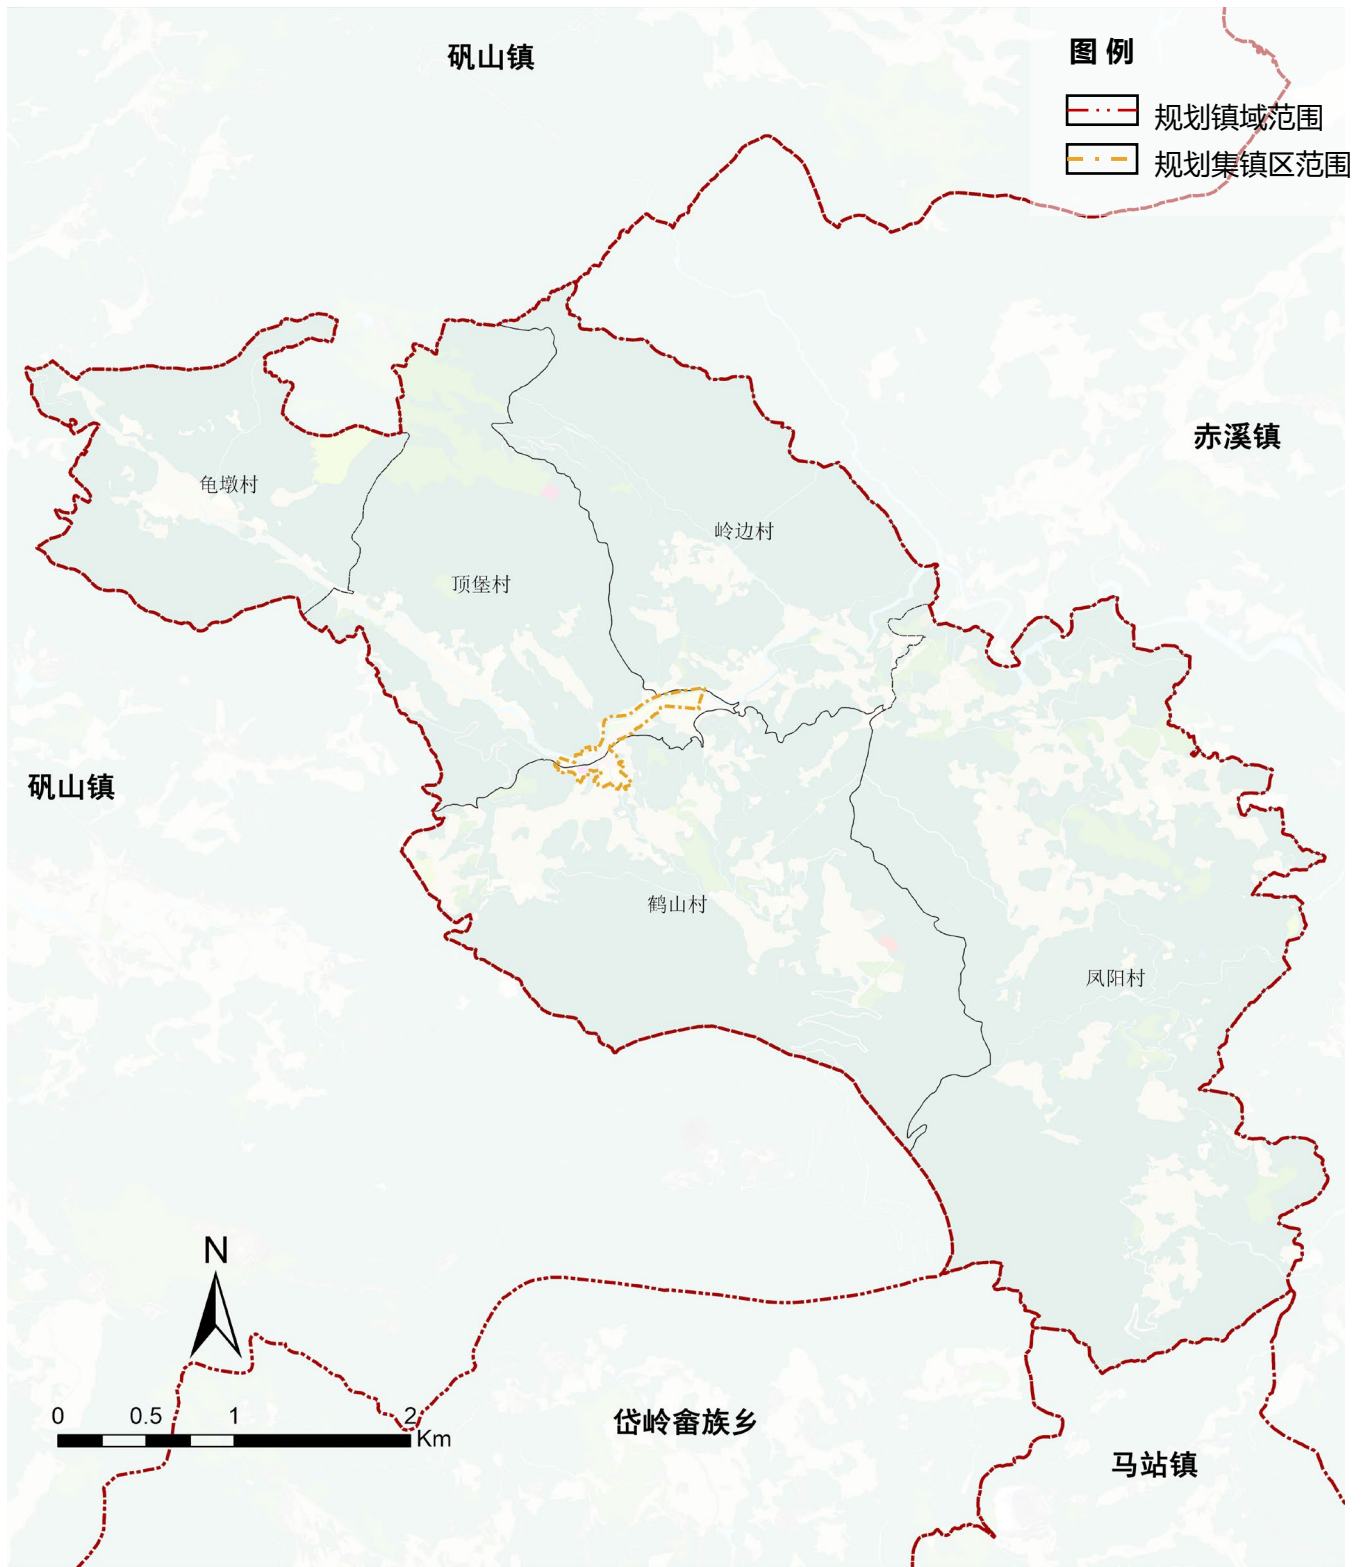 矾山镇
图 例
规划镇域范围
规划集镇区范围
赤溪镇
龟墩村
岭边村
顶堡村
矾山镇
鹤山村
凤阳村
N
0 0.5 1 2
Km
岱岭畲族乡
马站镇